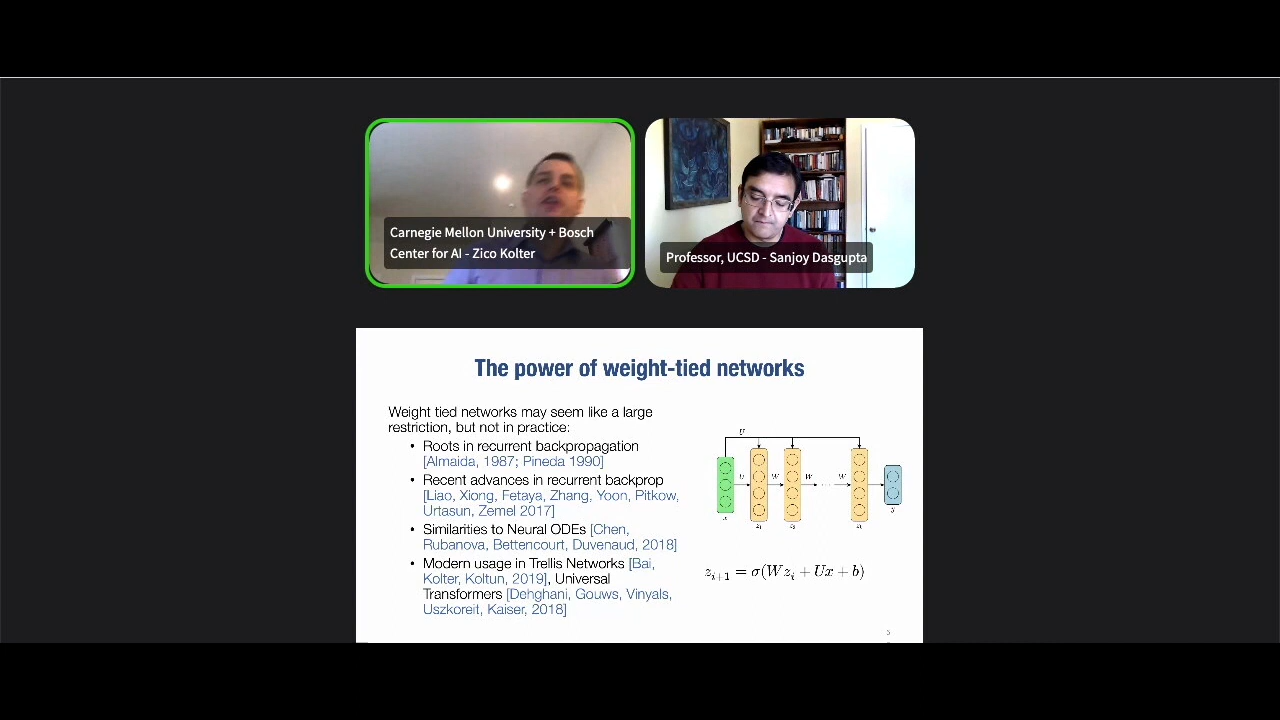 Carnegie Mellon University + Bosch
Center for AI - Zico Kolter
Professor, UCSD - Sanjoy Dasgupta
The power of weight-tied networks
Weight tied networks may seem like a large
restriction, but not in practice:
• Roots in recurrent backpropagation
[Almaida, 1987; Pineda 1990]
• Recent advances in recurrent backprop
[Liao, Xiong, Fetaya, Zhang, Yoon, Pitkow,
Urtasun, Zemel 2017]
• Similarities to Neural ODEs [Chen,
Rubanova, Bettencourt, Duvenaud, 2018]
• Modern usage in Trellis Networks [Bai,
Kolter, Koltun, 2019], Universal
Transformers [Dehghani, Gouws, Vinyals,
Uszkoreit, Kaiser, 2018]
U
U W W ... W
z_{i+1} = σ(Wz_i + Ux + b)